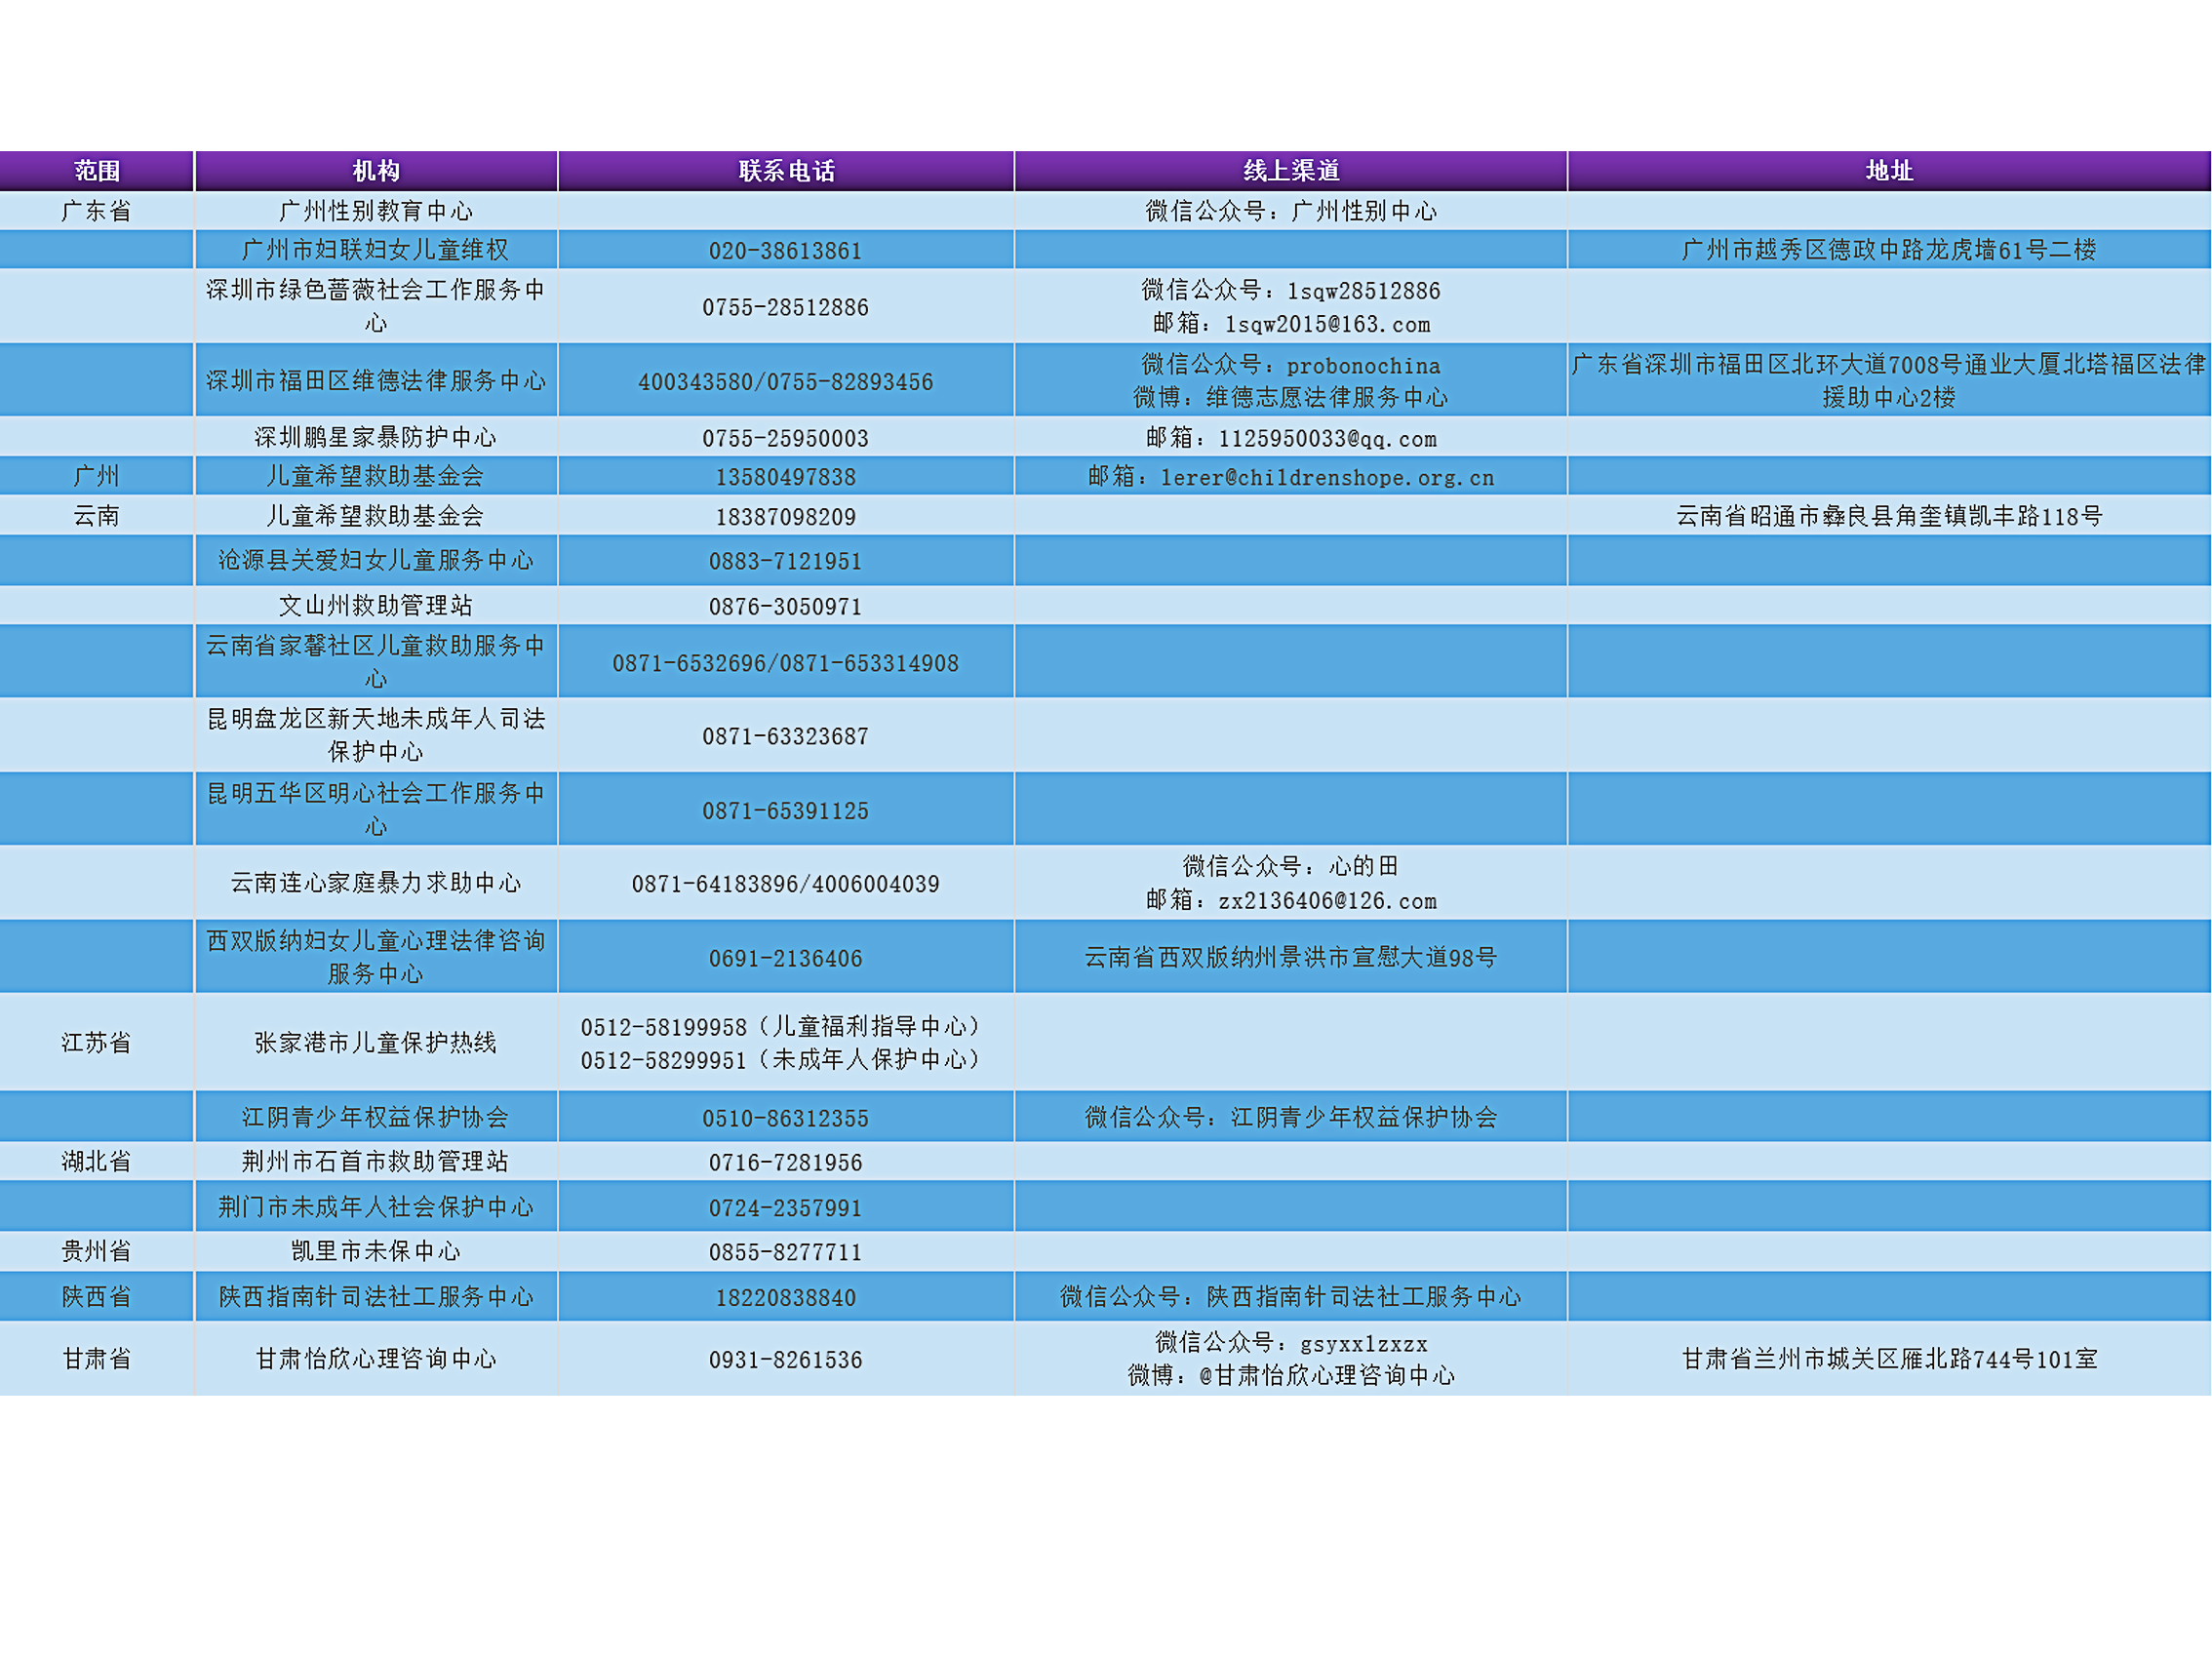 范围 机构 联系电话 线上渠道 地址
广东省 广州性别教育中心 微信公众号：广州性别中心
广州市妇联妇女儿童维权 020-38613861 广州市越秀区德政中路龙虎墙61号二楼
深圳市绿色蔷薇社会工作服务中
心
0755-28512886
微信公众号：lsqw28512886
邮箱：lsqw2015@163.com
深圳市福田区维德法律服务中心 400343580/0755-82893456
微信公众号：probonochina
微博：维德志愿法律服务中心
广东省深圳市福田区北环大道7008号通业大厦北塔福区法律
援助中心2楼
深圳鹏星家暴防护中心 0755-25950003 邮箱：1125950033@qq.com
广州 儿童希望救助基金会 13580497838 邮箱：lerer@childrenshope.org.cn
云南 儿童希望救助基金会 18387098209 云南省昭通市彝良县角奎镇凯丰路118号
沧源县关爱妇女儿童服务中心 0883-7121951
文山州救助管理站 0876-3050971
云南省家馨社区儿童救助服务中
心
0871-6532696/0871-653314908
昆明盘龙区新天地未成年人司法
保护中心
0871-63323687
昆明五华区明心社会工作服务中
心
0871-65391125
云南连心家庭暴力求助中心 0871-64183896/4006004039
微信公众号：心的田
邮箱：zx2136406@126.com
西双版纳妇女儿童心理法律咨询
服务中心
0691-2136406 云南省西双版纳州景洪市宣慰大道98号
江苏省 张家港市儿童保护热线
0512-58199958（儿童福利指导中心）
0512-58299951（未成年人保护中心）
江阴青少年权益保护协会 0510-86312355 微信公众号：江阴青少年权益保护协会
湖北省 荆州市石首市救助管理站 0716-7281956
荆门市未成年人社会保护中心 0724-2357991
贵州省 凯里市未保中心 0855-8277711
陕西省 陕西指南针司法社工服务中心 18220838840 微信公众号：陕西指南针司法社工服务中心
甘肃省 甘肃怡欣心理咨询中心 0931-8261536
微信公众号：gsyxxlzxzx
微博：@甘肃怡欣心理咨询中心
甘肃省兰州市城关区雁北路744号101室